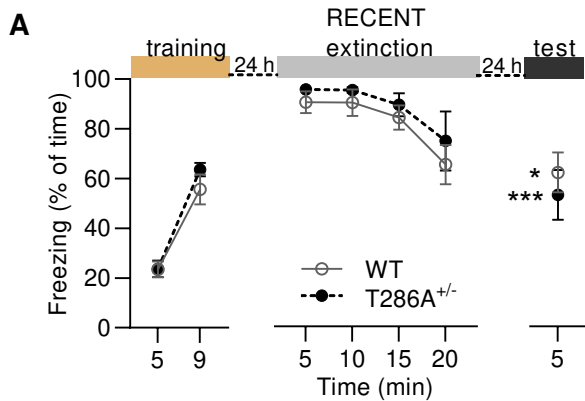 A
RECENT
training 24 h extinction 24 h test
Freezing (% of time)
100
80
60
40
20
0
*
***
WT
T286A+/-
5 9 5 10 15 20 5
Time (min)